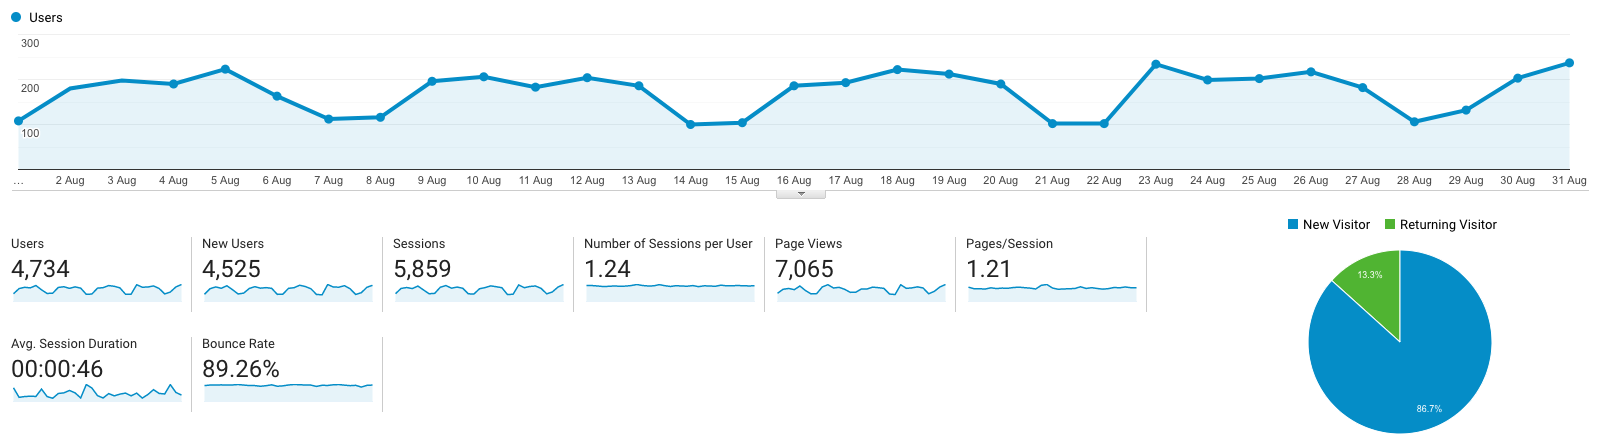 Users
300
200
100
...
2 Aug
3 Aug
4 Aug
5 Aug
6 Aug
7 Aug
8 Aug
9 Aug
10 Aug
11 Aug
12 Aug
13 Aug
14 Aug
15 Aug
16 Aug
17 Aug
18 Aug
19 Aug
20 Aug
21 Aug
22 Aug
23 Aug
24 Aug
25 Aug
26 Aug
27 Aug
28 Aug
29 Aug
30 Aug
31 Aug
Users
4,734
New Users
4,525
Sessions
5,859
Number of Sessions per User
1.24
Page Views
7,065
Pages/Session
1.21
Avg. Session Duration
00:00:46
Bounce Rate
89.26%
New Visitor
Returning Visitor
13.3%
86.7%